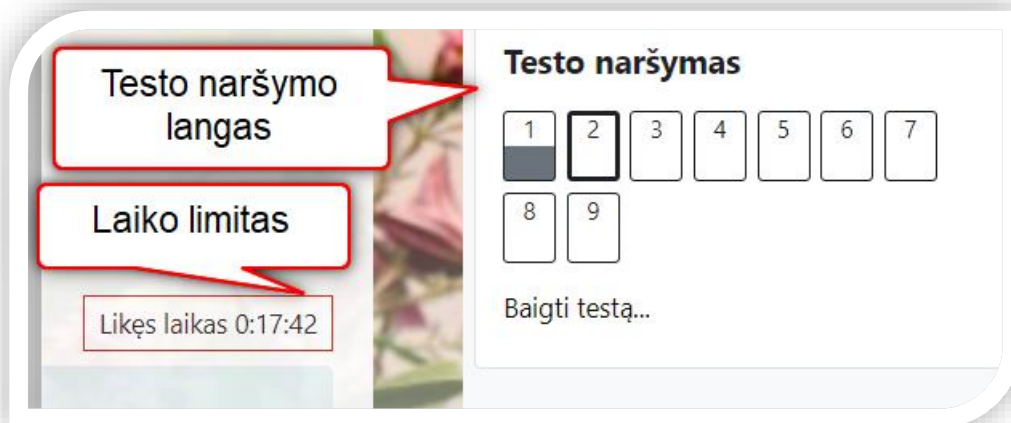 Testo naršymo
langas
Laiko limitas
Likęs laikas 0:17:42
Testo naršymas
1 2 3 4 5 6 7
8 9
Baigti testą...